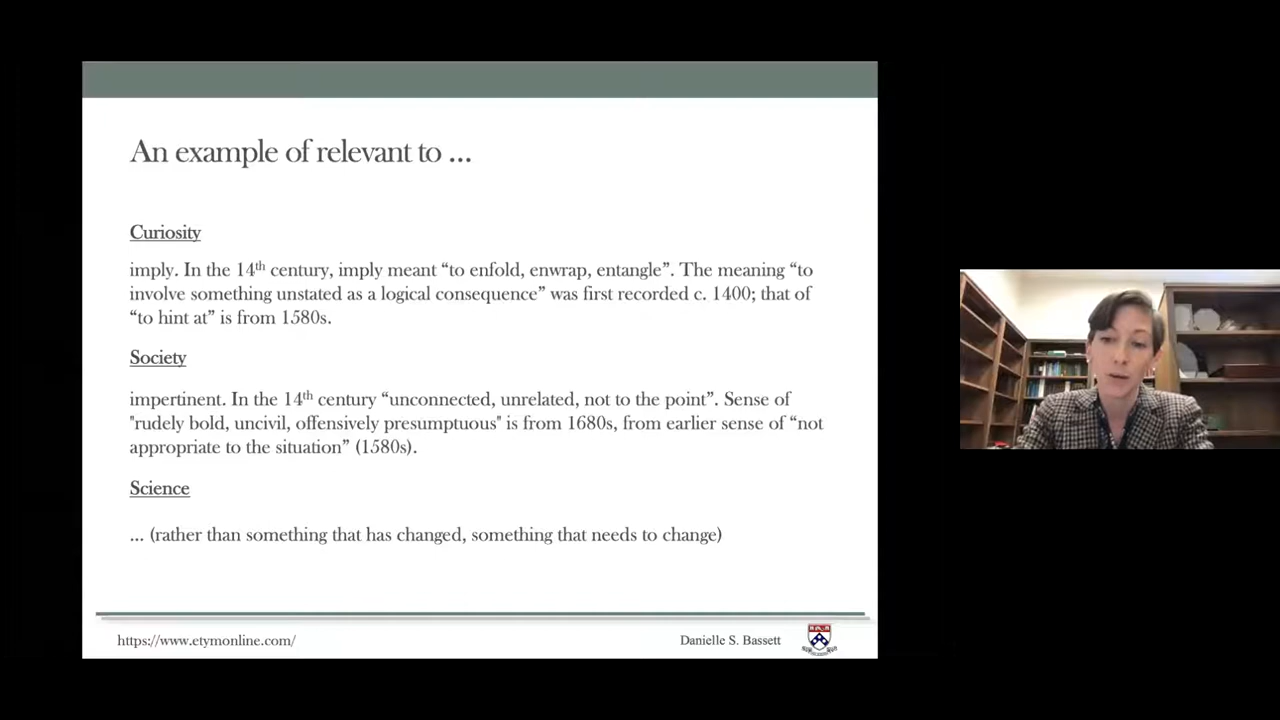 An example of relevant to ...
Curiosity
imply. In the 14th century, imply meant “to enfold, enwrap, entangle”. The meaning “to
involve something unstated as a logical consequence” was first recorded c. 1400; that of
“to hint at” is from 1580s.
Society
impertinent. In the 14th century “unconnected, unrelated, not to the point”. Sense of
"rudely bold, uncivil, offensively presumptuous" is from 1680s, from earlier sense of “not
appropriate to the situation” (1580s).
Science
... (rather than something that has changed, something that needs to change)
https://www.etymonline.com/
Danielle S. Bassett